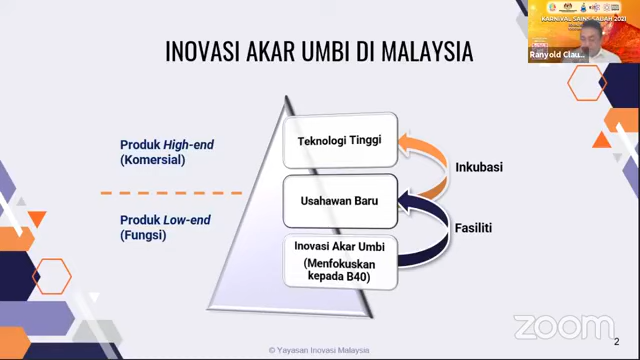 KARNIVAL SAINS SABAH 2021
Ranyold Clau...
INOVASI AKAR UMBI DI MALAYSIA
Produk High-end
(Komersial)
Produk Low-end
(Fungsi)
Teknologi Tinggi
Usahawan Baru
Inovasi Akar Umbi
(Menfokuskan
kepada B40)
Inkubasi
Fasiliti
© Yayasan Inovasi Malaysia
zoom
2